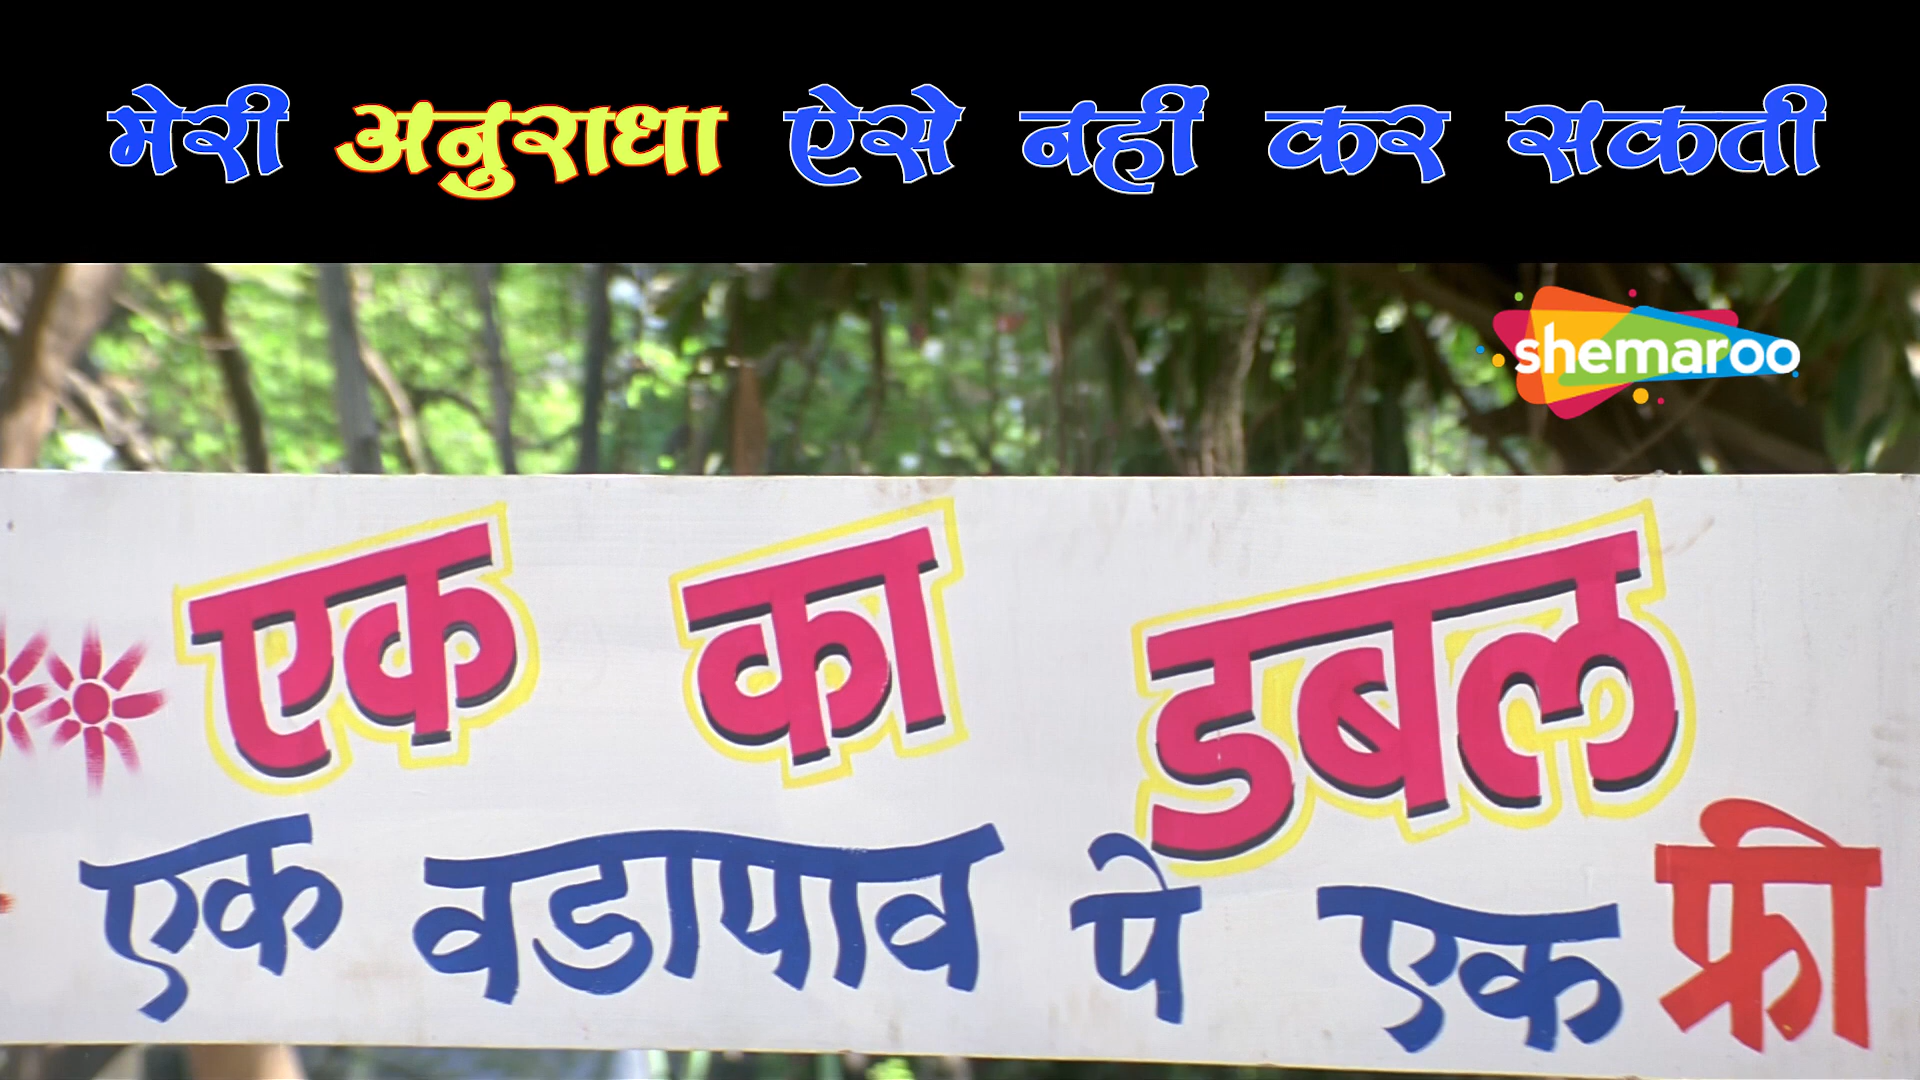 मेरी अनुराधा ऐसे नहीं कर सकती
shemaroo
एक का डबल
एक वडापाव पे एक फ्री